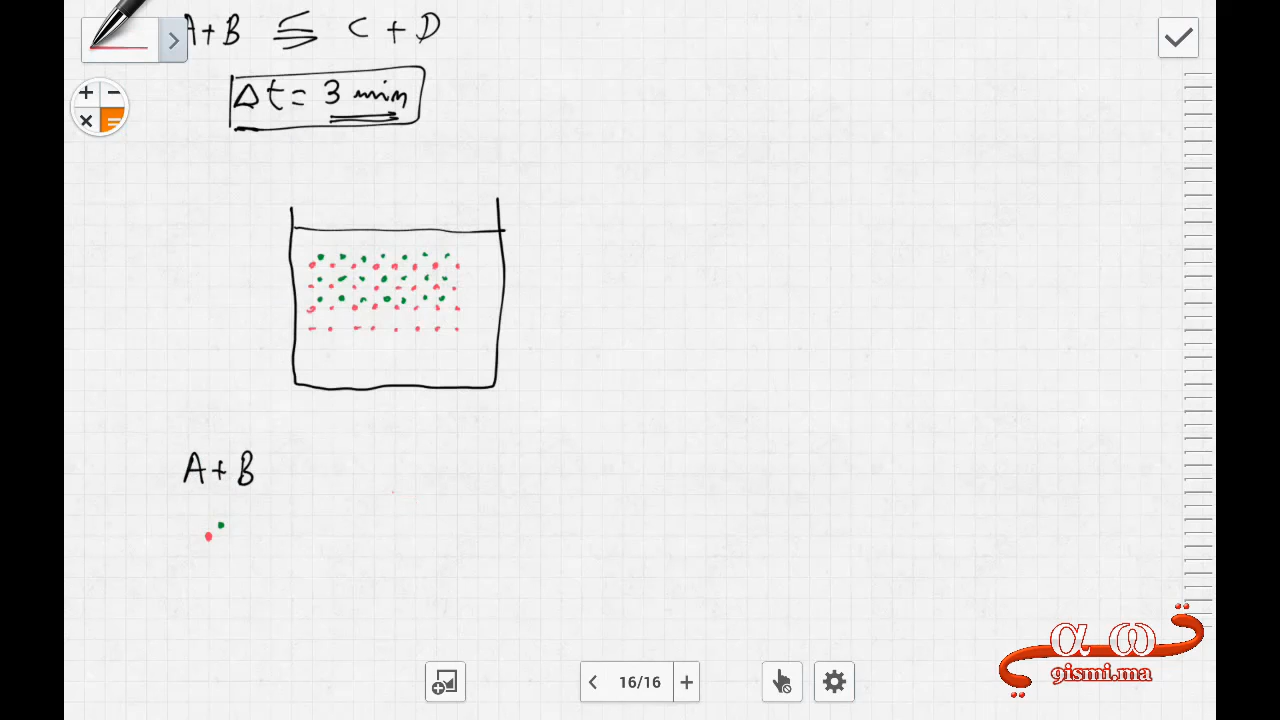 A+B ⇆ C + D
Δt = 3 min
A+B
16/16
α ω
gismi.ma